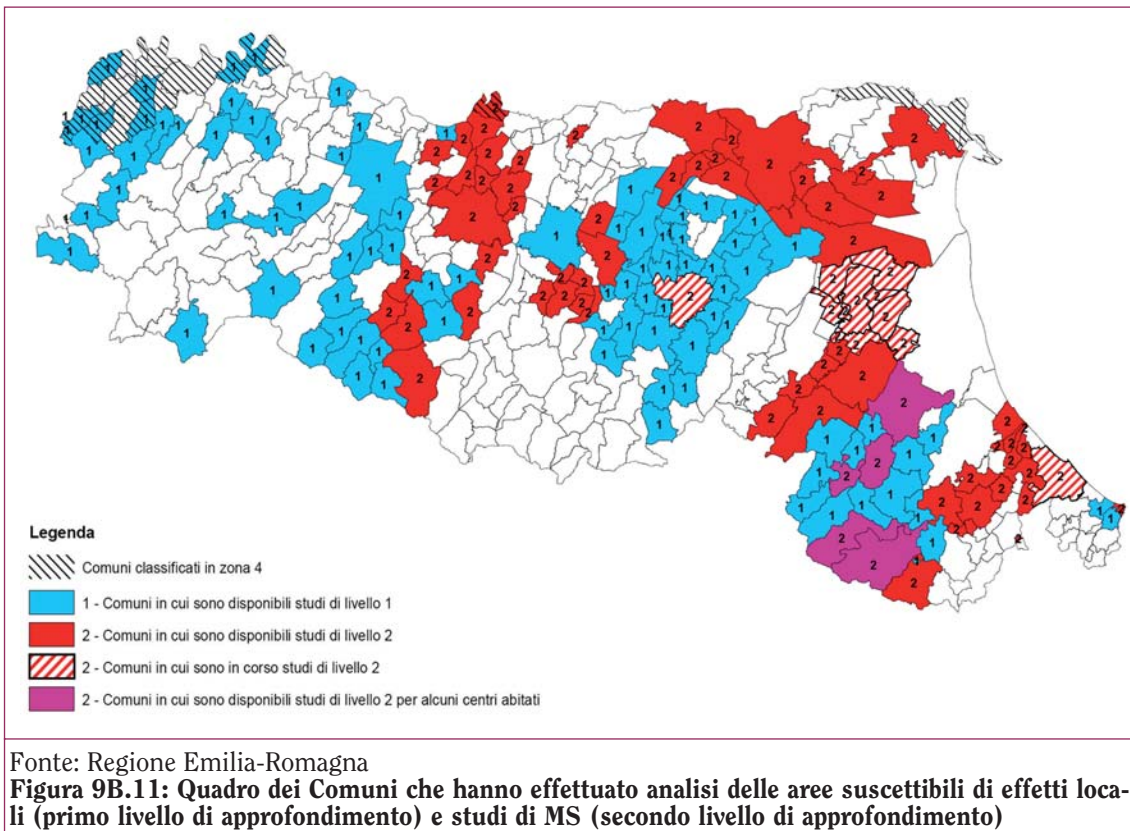 Legenda
Comuni classificati in zona 4
1 - Comuni in cui sono disponibili studi di livello 1
2 - Comuni in cui sono disponibili studi di livello 2
2 - Comuni in cui sono in corso studi di livello 2
2 - Comuni in cui sono disponibili studi di livello 2 per alcuni centri abitati
Fonte: Regione Emilia-Romagna
Figura 9B.11: Quadro dei Comuni che hanno effettuato analisi delle aree suscettibili di effetti loca-
li (primo livello di approfondimento) e studi di MS (secondo livello di approfondimento)